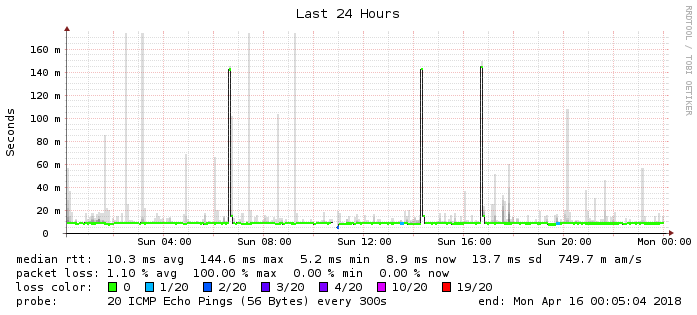 Last 24 Hours
RRDTOOL / TOBI OETIKER
Seconds
160 m
140 m
120 m
100 m
80 m
60 m
40 m
20 m
0
Sun 04:00 Sun 08:00 Sun 12:00 Sun 16:00 Sun 20:00 Mon 00:00
median rtt: 10.3 ms avg 144.6 ms max 5.2 ms min 8.9 ms now 13.7 ms sd 749.7 m am/s
packet loss: 1.10 % avg 100.00 % max 0.00 % min 0.00 % now
loss color: 0 1/20 2/20 3/20 4/20 10/20 19/20
probe: 20 ICMP Echo Pings (56 Bytes) every 300s end: Mon Apr 16 00:05:04 2018